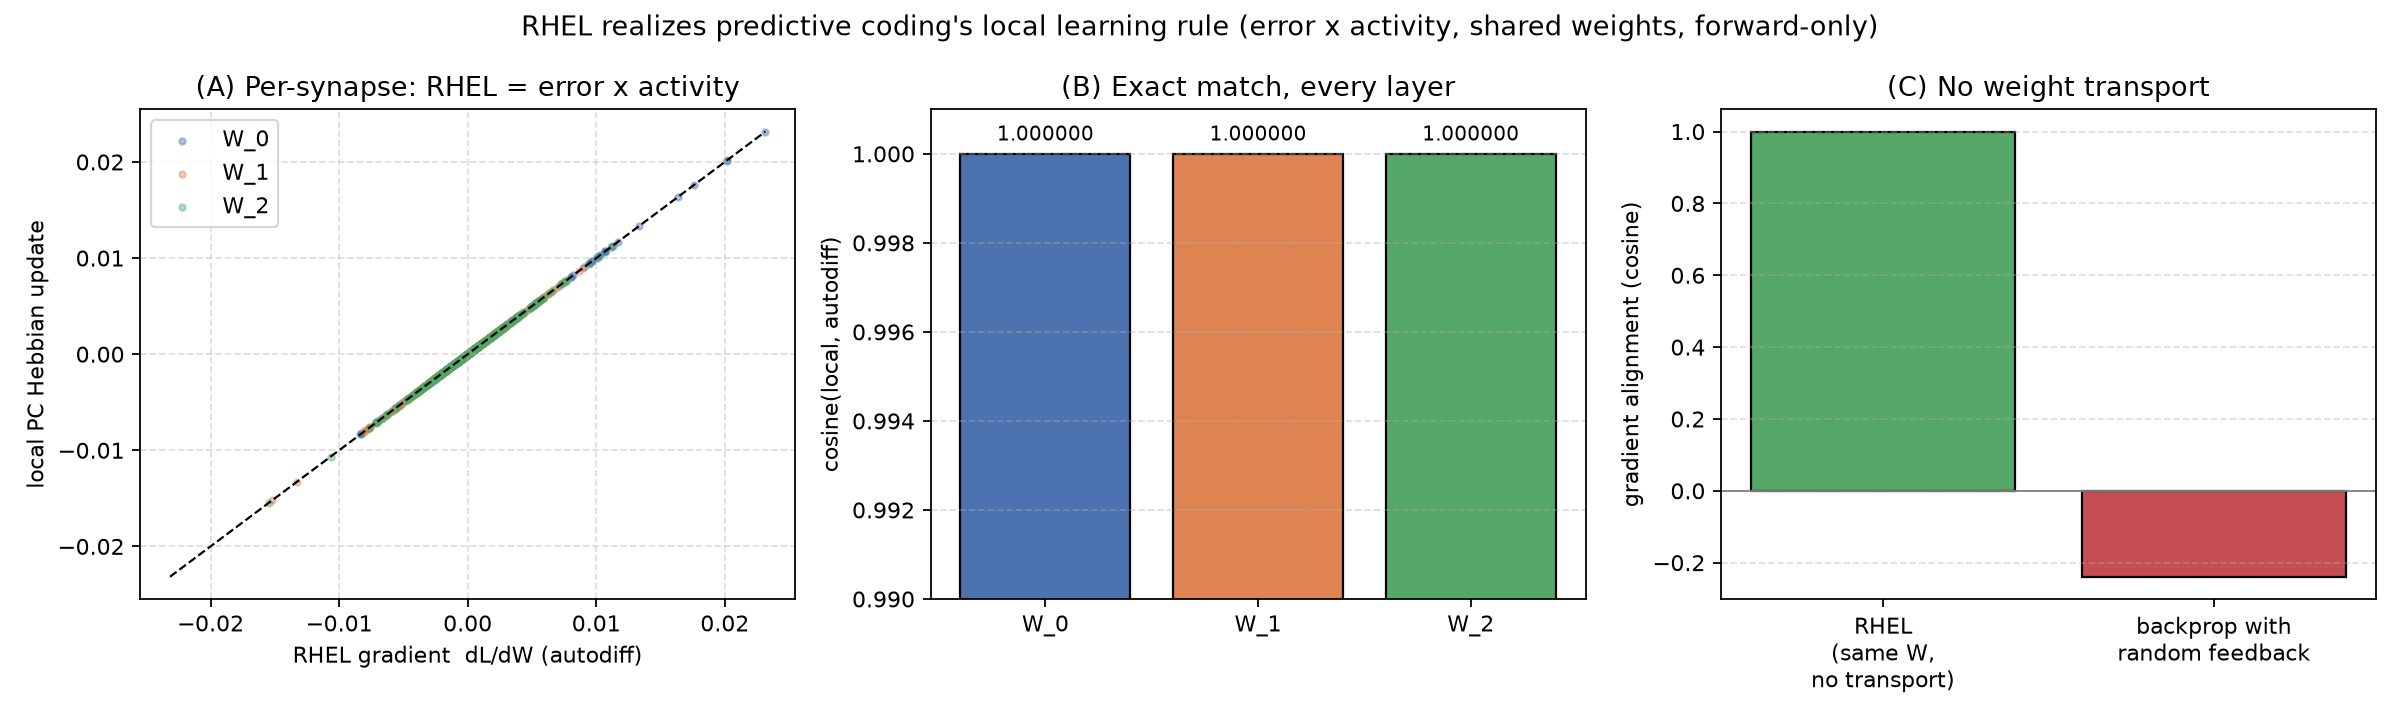 RHEL realizes predictive coding's local learning rule (error x activity, shared weights, forward-only)
(A) Per-synapse: RHEL = error x activity
W_0
W_1
W_2
local PC Hebbian update
0.02
0.01
0.00
−0.01
−0.02
−0.02
−0.01
0.00
0.01
0.02
RHEL gradient  dL/dW (autodiff)
(B) Exact match, every layer
1.000000
1.000000
1.000000
cosine(local, autodiff)
1.000
0.998
0.996
0.994
0.992
0.990
W_0
W_1
W_2
(C) No weight transport
gradient alignment (cosine)
1.0
0.8
0.6
0.4
0.2
0.0
−0.2
RHEL
(same W,
no transport)
backprop with
random feedback